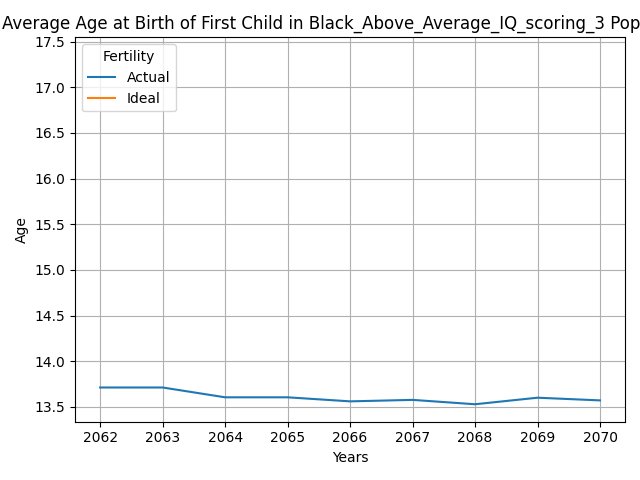 Average Age at Birth of First Child in Black_Above_Average_IQ_scoring_3 Pop
17.5
Fertility
Actual
Ideal
17.0
16.5
16.0
15.5
15.0
14.5
14.0
13.5
Age
2062 2063 2064 2065 2066 2067 2068 2069 2070
Years